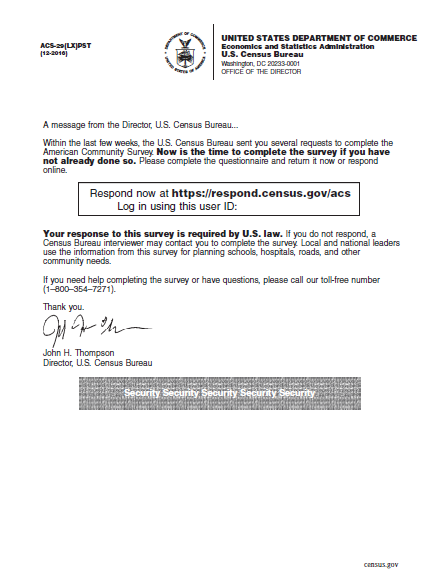 ACS-29(LX)PST
(12-2016)
DEPARTMENT OF COMMERCE
UNITED STATES OF AMERICA
UNITED STATES DEPARTMENT OF COMMERCE
Economics and Statistics Administration
U.S. Census Bureau
Washington, DC 20233-0001
OFFICE OF THE DIRECTOR
A message from the Director, U.S. Census Bureau...
Within the last few weeks, the U.S. Census Bureau sent you several requests to complete the
American Community Survey. Now is the time to complete the survey if you have
not already done so. Please complete the questionnaire and return it now or respond
online.
Respond now at https://respond.census.gov/acs
Log in using this user ID:
Your response to this survey is required by U.S. law. If you do not respond, a
Census Bureau interviewer may contact you to complete the survey. Local and national leaders
use the information from this survey for planning schools, hospitals, roads, and other
community needs.
If you need help completing the survey or have questions, please call our toll-free number
(1–800–354–7271).
Thank you.
John H. Thompson
Director, U.S. Census Bureau
Security Security Security Security Security
census.gov